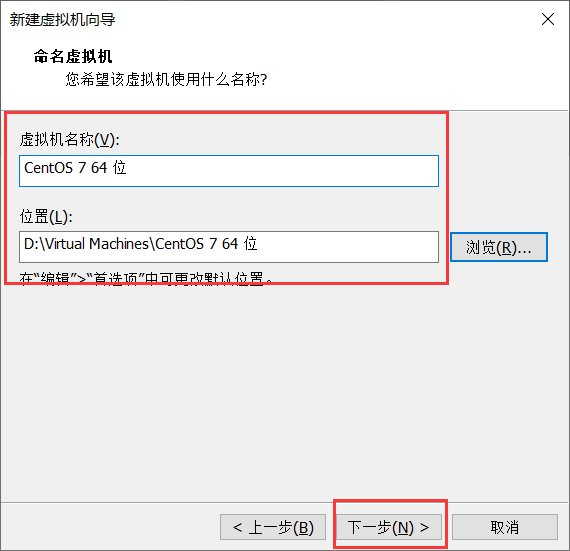 新建虚拟机向导
命名虚拟机
您希望该虚拟机使用什么名称?
虚拟机名称(V):
CentOS 7 64 位
位置(L):
D:\Virtual Machines\CentOS 7 64 位
浏览(R)...
在“编辑”>“首选项”中可更改默认位置。
< 上一步(B)
下一步(N) >
取消